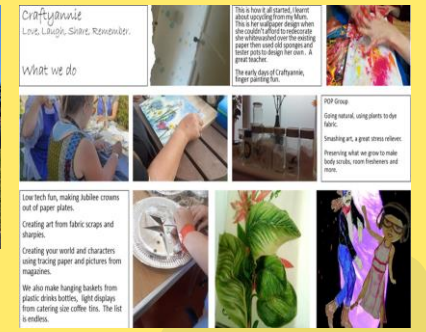 Craftyannie
Love, Laugh, Share, Remember.
What we do
This is how it all started, I learnt
about upcycling from my Mum.
This is her wallpaper design when
she couldn't afford to redecorate
she whitewashed over the existing
paper then used old sponges and
tester pots to design her own . A
great teacher.
The early days of Craftyannie,
finger painting fun.
POP Group
Going natural, using plants to dye
fabric.
Smashing art, a great stress reliever.
Preserving what we grow to make
body scrubs, room fresheners and
more.
Low tech fun, making Jubilee crowns
out of paper plates.
Creating art from fabric scraps and
sharpies.
Creating your world and characters
using tracing paper and pictures from
magazines.
We also make hanging baskets from
plastic drinks bottles, light displays
from catering size coffee tins. The list
is endless.